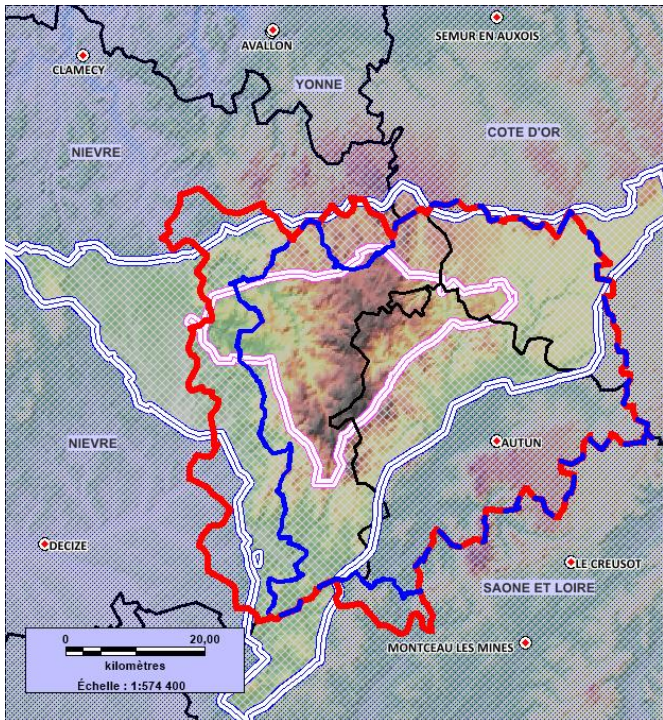 SEMUR EN AUXOIS
AVALLON
CLAMECY
YONNE
COTE D'OR
NIEVRE
AUTUN
NIEVRE
DECIZE
LE CREUSOT
SAONE ET LOIRE
MONTCEAU LES MINES
0 20,00
kilomètres
Échelle : 1:574 400